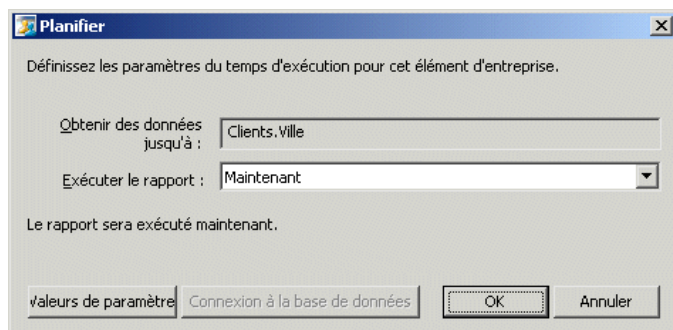 Planifier
Définissez les paramètres du temps d'exécution pour cet élément d'entreprise.
Obtenir des données
jusqu'à :
Clients.Ville
Exécuter le rapport :
Maintenant
Le rapport sera exécuté maintenant.
Valeurs de paramètre
Connexion à la base de données
OK
Annuler